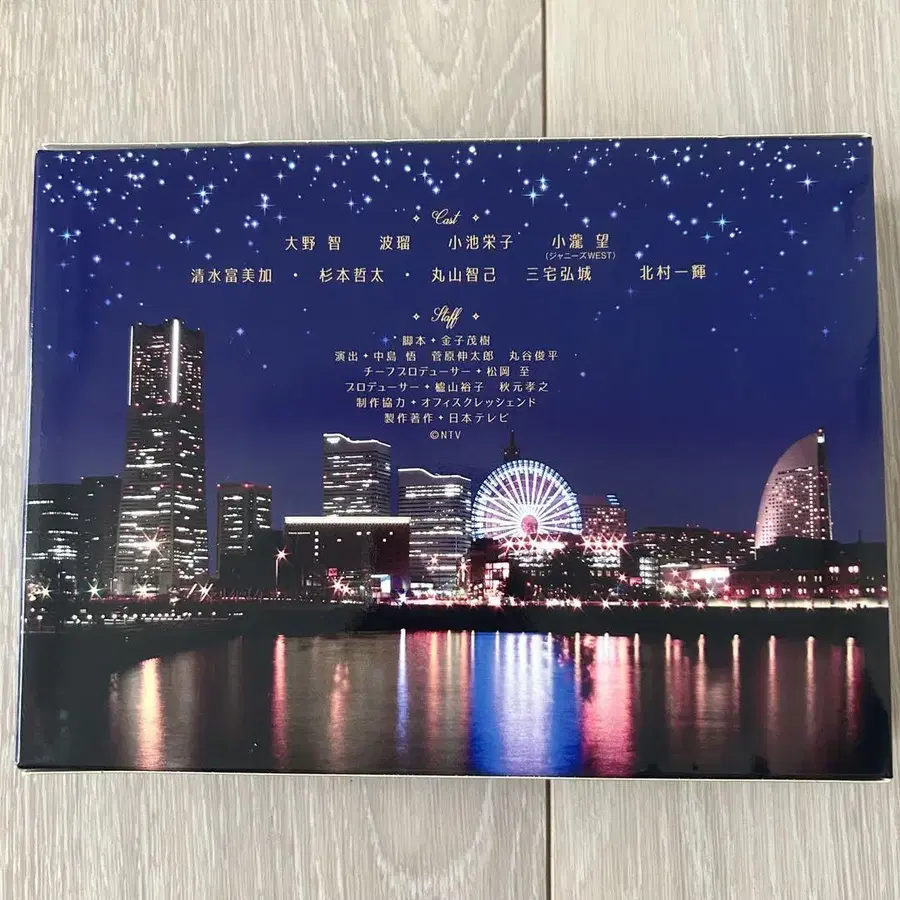 Cast
大野 智 波瑠 小池栄子 小瀧 望
(ジャニーズWEST)
清水富美加・杉本哲太・丸山智己 三宅弘城 北村一輝
Staff
脚本✦金子茂樹
演出✦中島 悟 菅原伸太郎 丸谷俊平
チーフプロデューサー✦松岡 至
プロデューサー✦櫨山裕子 秋元孝之
制作協力✦オフィスクレッシェンド
製作著作✦日本テレビ
©NTV